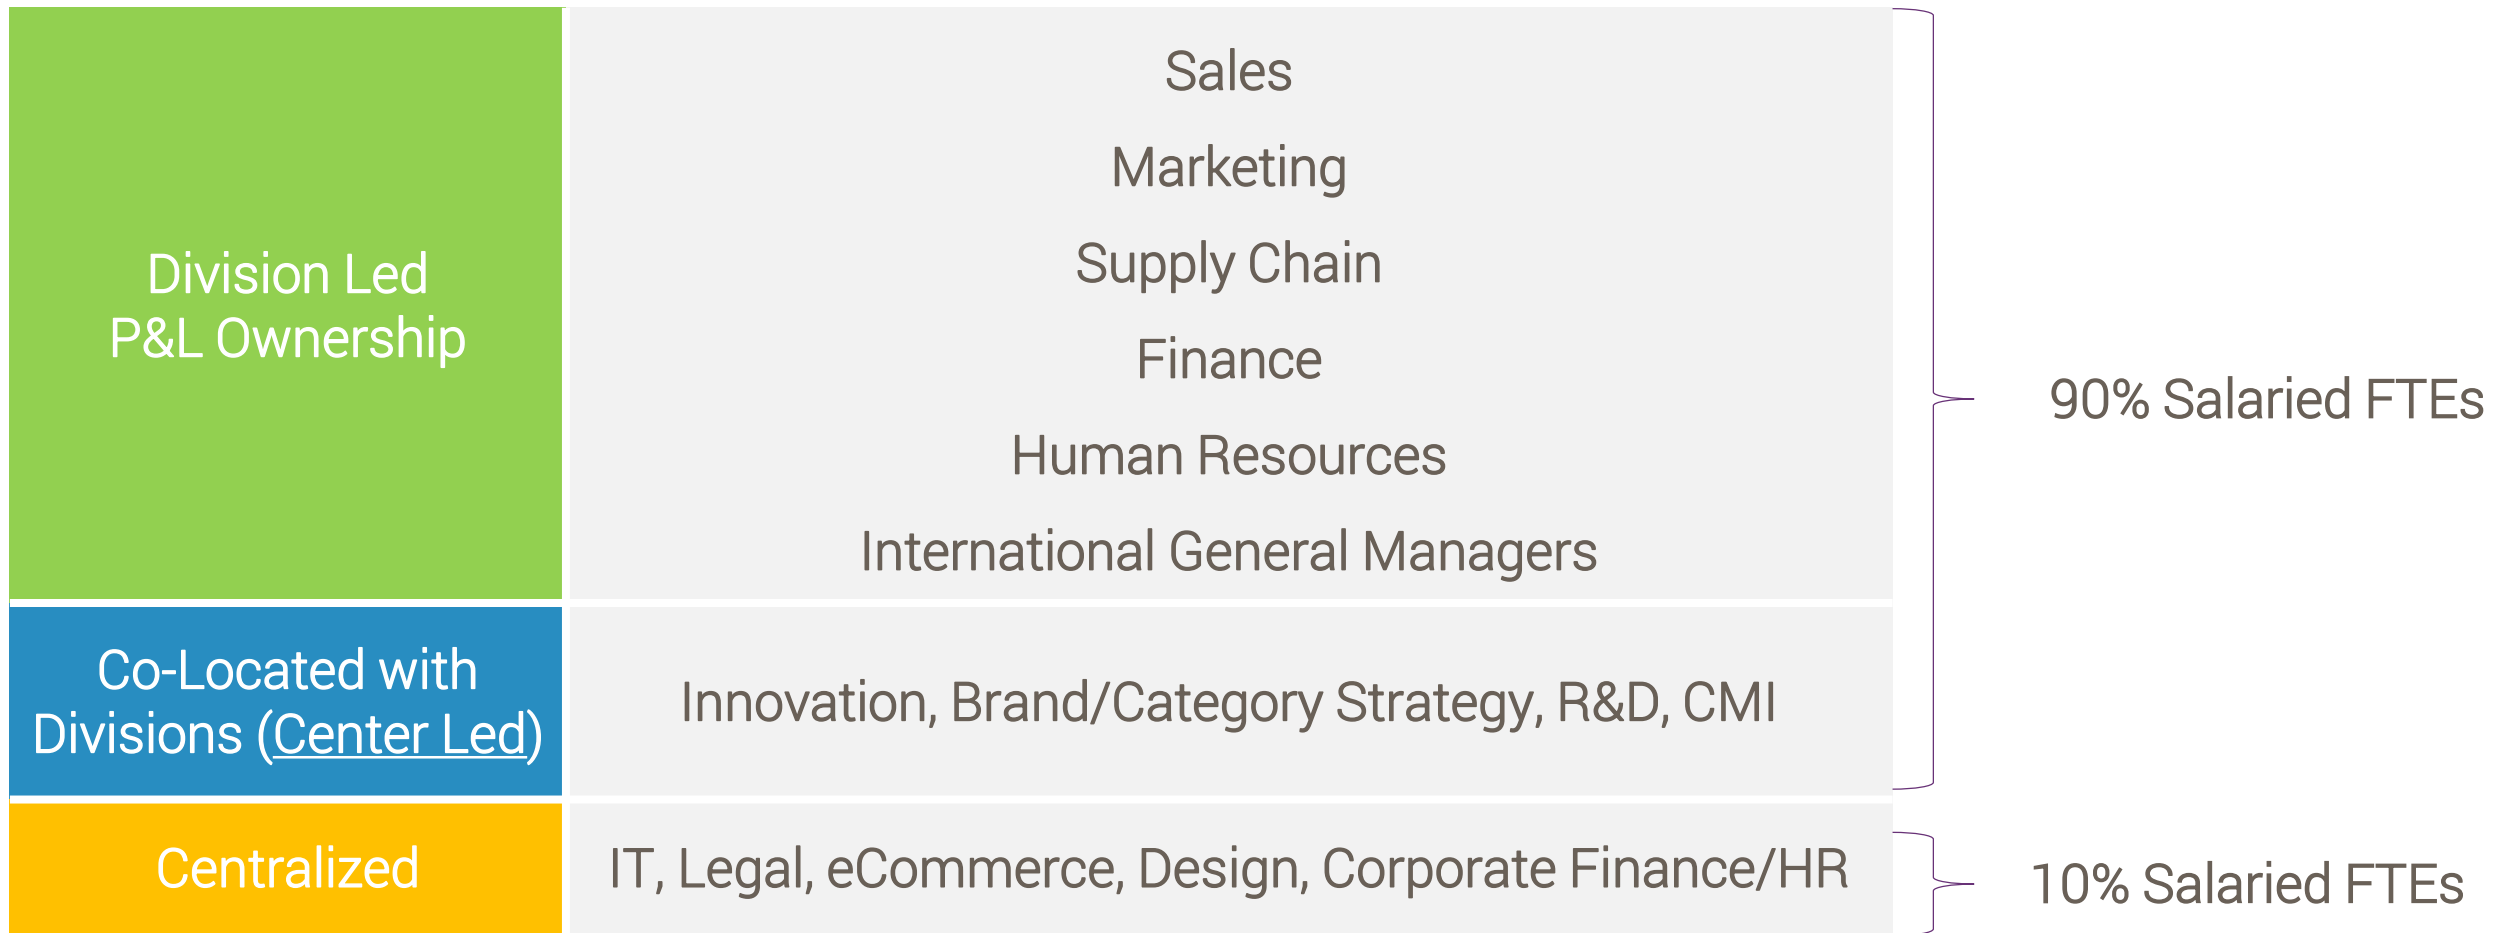 Division Led
R&L Ownership
Sales
Marketing
Supply Chain
Finance
Human Resources
International General Managers
Co-Located with
Divisions (Center Led)
Innovation, Brand/Category Strategy, R&D, CMI
90% Salaried FTEs
Centralized
IT, Legal, eCommerce, Design, Corporate Finance/HR
10% Salaried FTEs